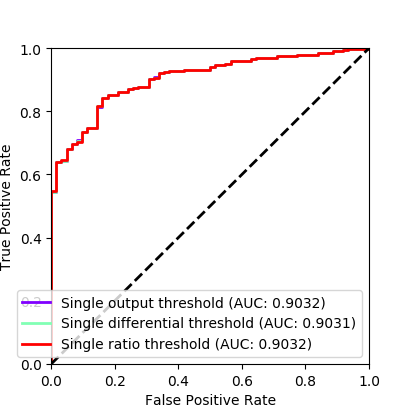 1.0
0.8
0.6
0.4
0.2
0.0
True Positive Rate
Single output threshold (AUC: 0.9032)
Single differential threshold (AUC: 0.9031)
Single ratio threshold (AUC: 0.9032)
0.0 0.2 0.4 0.6 0.8 1.0
False Positive Rate